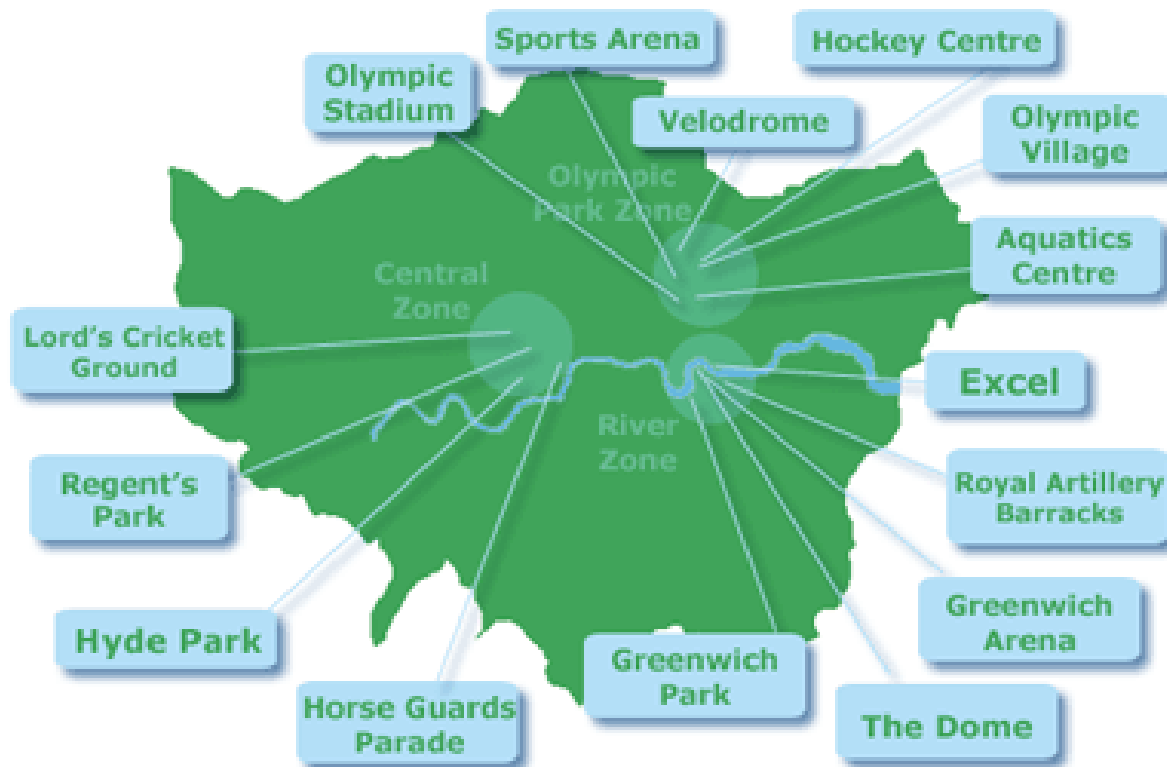 Sports Arena
Hockey Centre
Olympic
Stadium
Velodrome
Olympic
Village
Olympic
Park Zone
Aquatics
Centre
Central
Zone
Lord's Cricket
Ground
Excel
River
Zone
Regent's
Park
Royal Artillery
Barracks
Greenwich
Arena
Hyde Park
Greenwich
Park
Horse Guards
Parade
The Dome